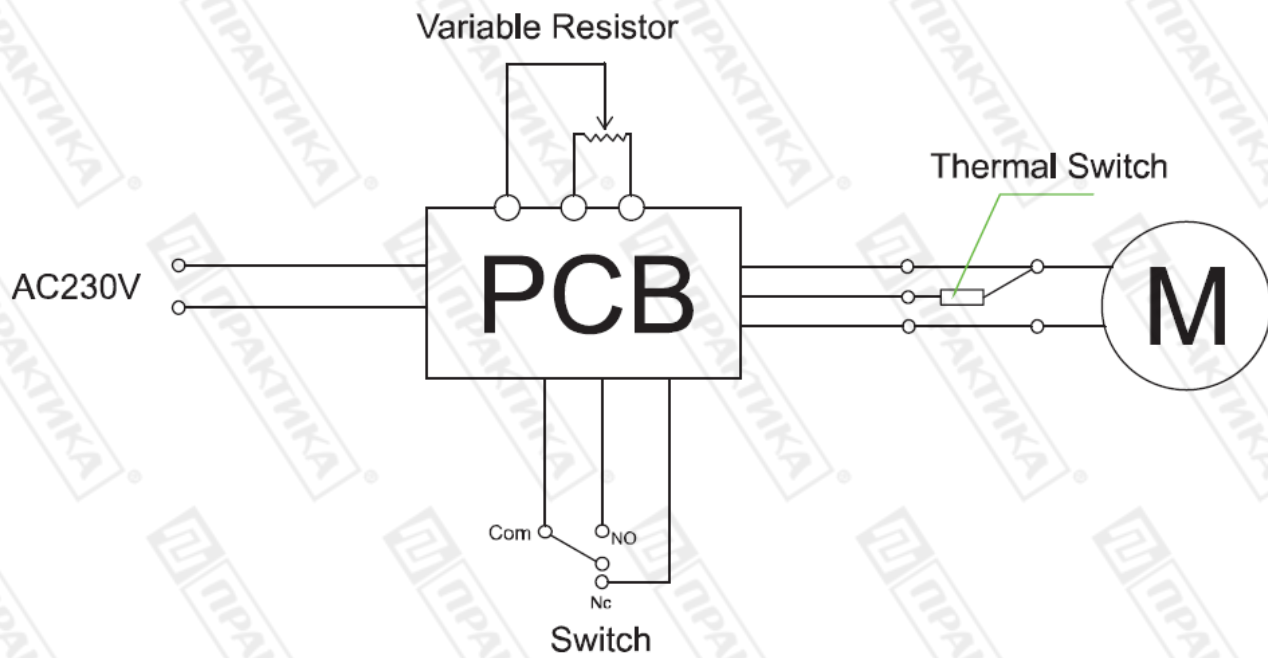 Variable Resistor
Thermal Switch
AC230V
PCB
M
Com
NO
Nc
Switch
ПРАКТИКА